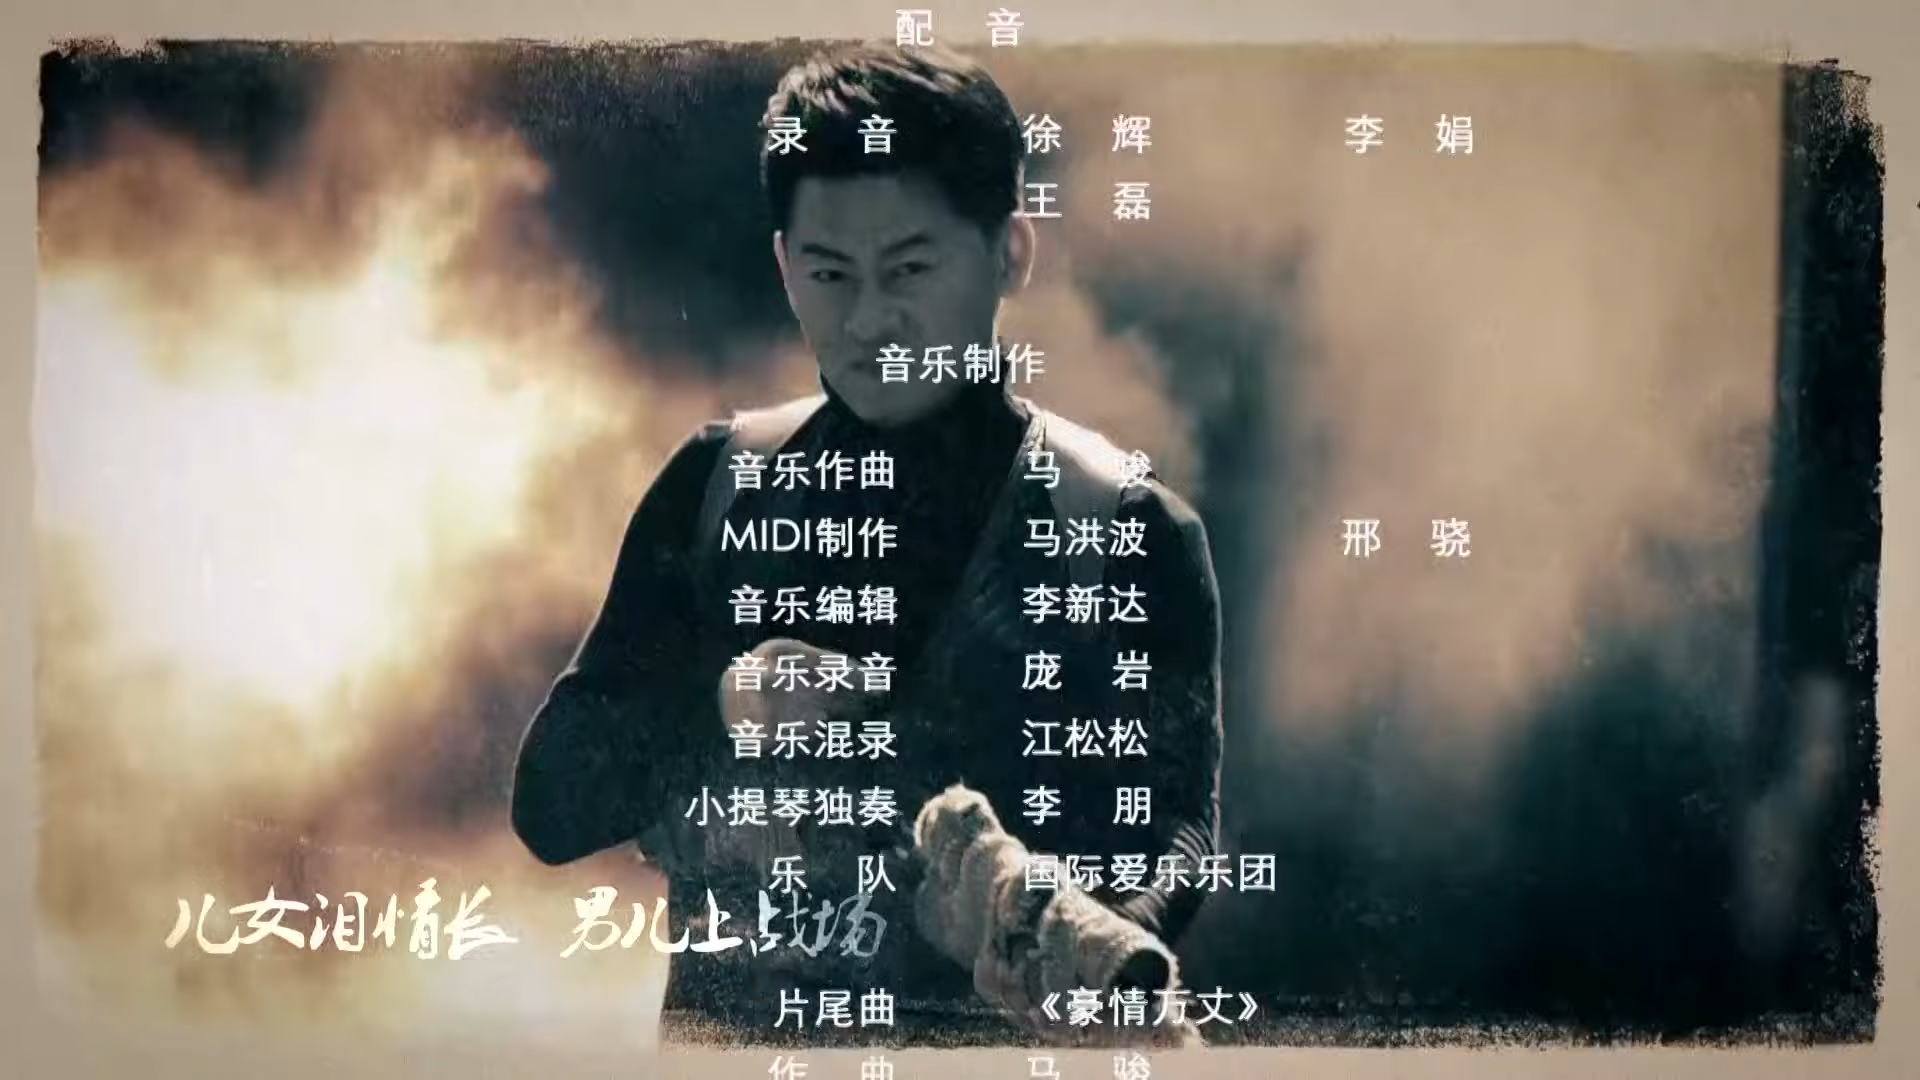 配 音
录 音 徐 辉 李 娟
王 磊
音乐制作
音乐作曲 马 骏
MIDI制作 马洪波 邢 骁
音乐编辑 李新达
音乐录音 庞 岩
音乐混录 江松松
小提琴独奏 李 朋
乐 队 国际爱乐乐团
儿女泪情长 男儿上战场
片尾曲 《豪情万丈》
作 曲 马 骏